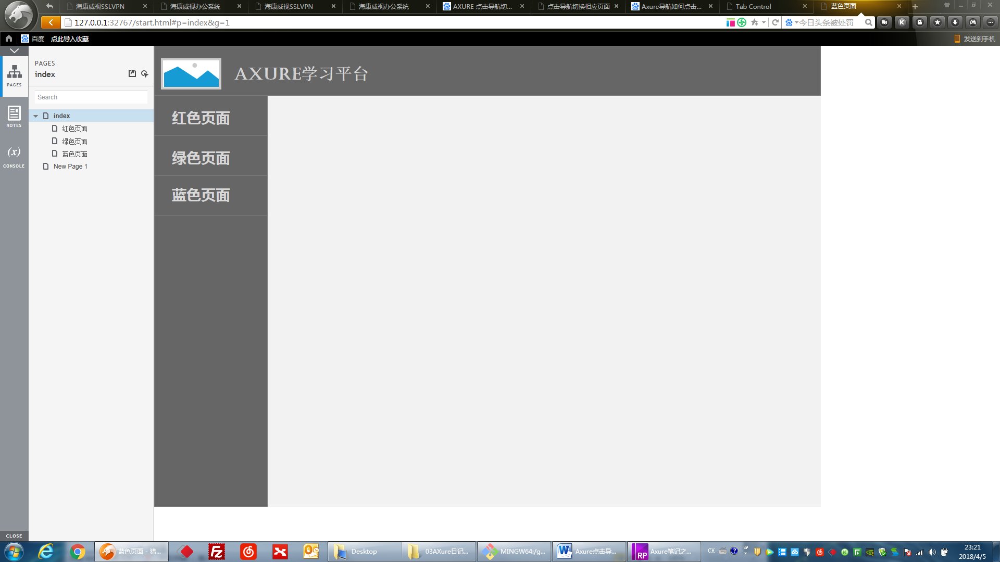 海康威视SSLVPN
海康威视办公系统
海康威视SSLVPN
海康威视办公系统
AXURE 点击导航切...
点击导航切换相应页面
Axure导航如何点击...
Tab Control
蓝色页面
127.0.0.1:32767/start.html#p=index&g=1
今日头条被处罚
百度
点此导入收藏
发送到手机
PAGES
NOTES
(x)
CONSOLE
CLOSE
PAGES
index
Search
index
红色页面
绿色页面
蓝色页面
New Page 1
AXURE学习平台
红色页面
绿色页面
蓝色页面
蓝色页面 - 猎...
Desktop
03AXure日记...
MINGW64:/g...
Axure点击导...
RP
Axure笔记之...
CH
23:21
2018/4/5